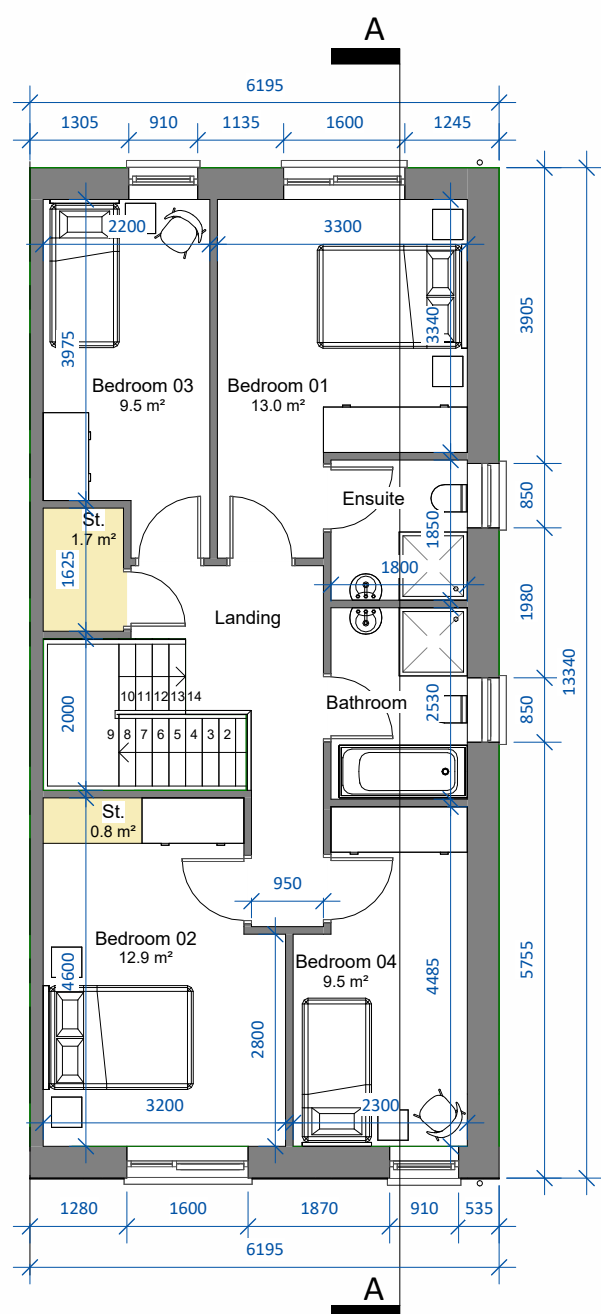 A
6195
1305 910 1135 1600 1245
2200 3300
3340
3905
3975
Bedroom 03
9.5 m²
Bedroom 01
13.0 m²
Ensuite
850
1850
St.
1.7 m²
1625
1800
1980
Landing
13340
2000
10 11 12 13 14
9 8 7 6 5 4 3 2
Bathroom
2530
850
St.
0.8 m²
950
Bedroom 02
12.9 m²
4600
Bedroom 04
9.5 m²
4485
5755
2800
3200 2300
1280 1600 1870 910 535
6195
A